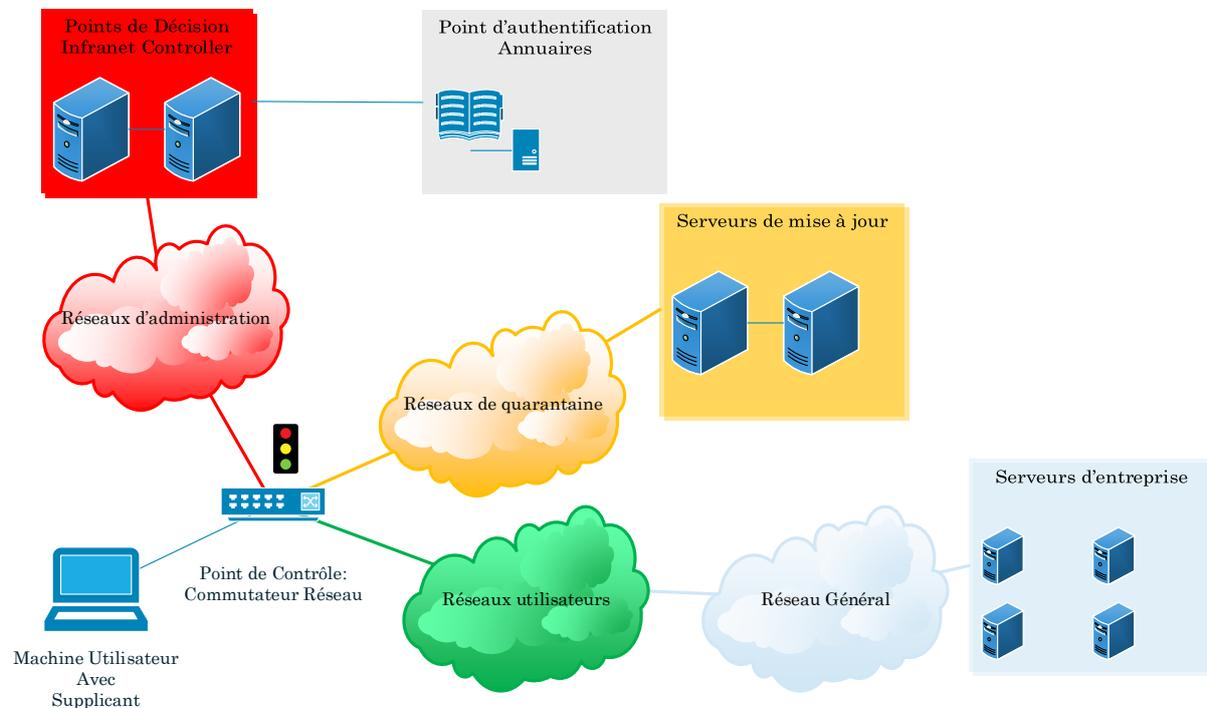 Points de Décision
Infranet Controller
Point d'authentification
Annuaires
Serveurs de mise à jour
Réseaux d'administration
Réseaux de quarantaine
Serveurs d'entreprise
Point de Contrôle:
Commutateur Réseau
Réseaux utilisateurs
Réseau Général
Machine Utilisateur
Avec
Supplicant